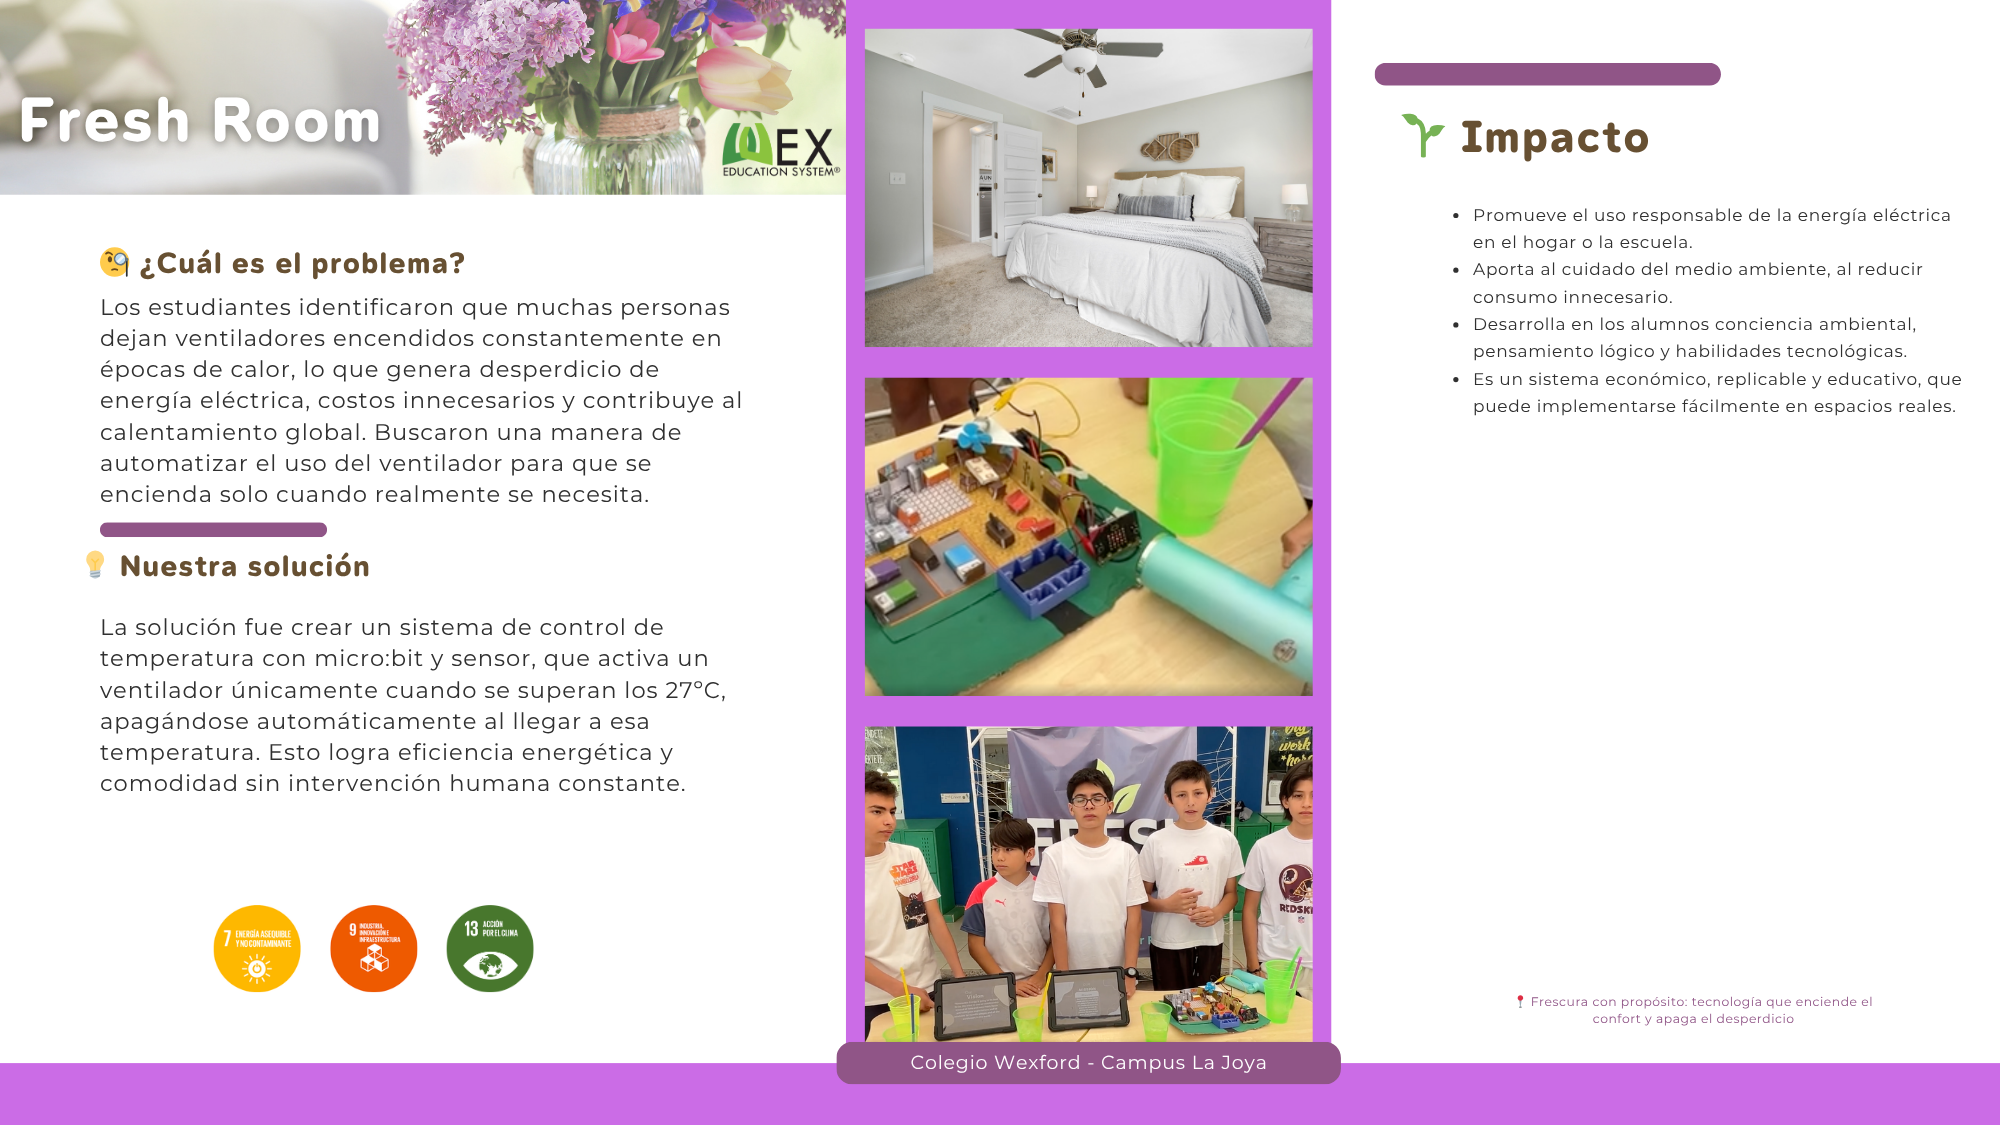 Fresh Room
WEX
EDUCATION SYSTEM®
¿Cuál es el problema?
Los estudiantes identificaron que muchas personas
dejan ventiladores encendidos constantemente en
épocas de calor, lo que genera desperdicio de
energía eléctrica, costos innecesarios y contribuye al
calentamiento global. Buscaron una manera de
automatizar el uso del ventilador para que se
encienda solo cuando realmente se necesita.
Nuestra solución
La solución fue crear un sistema de control de
temperatura con micro:bit y sensor, que activa un
ventilador únicamente cuando se superan los 27°C,
apagándose automáticamente al llegar a esa
temperatura. Esto logra eficiencia energética y
comodidad sin intervención humana constante.
7 ENERGÍA ASEQUIBLE
Y NO CONTAMINANTE
9 INDUSTRIA,
INNOVACIÓN E
INFRAESTRUCTURA
13 ACCIÓN
POR EL CLIMA
work
STAR
WARS
REDSKI
Colegio Wexford - Campus La Joya
Impacto
Promueve el uso responsable de la energía eléctrica
en el hogar o la escuela.
Aporta al cuidado del medio ambiente, al reducir
consumo innecesario.
Desarrolla en los alumnos conciencia ambiental,
pensamiento lógico y habilidades tecnológicas.
Es un sistema económico, replicable y educativo, que
puede implementarse fácilmente en espacios reales.
Frescura con propósito: tecnología que enciende el
confort y apaga el desperdicio